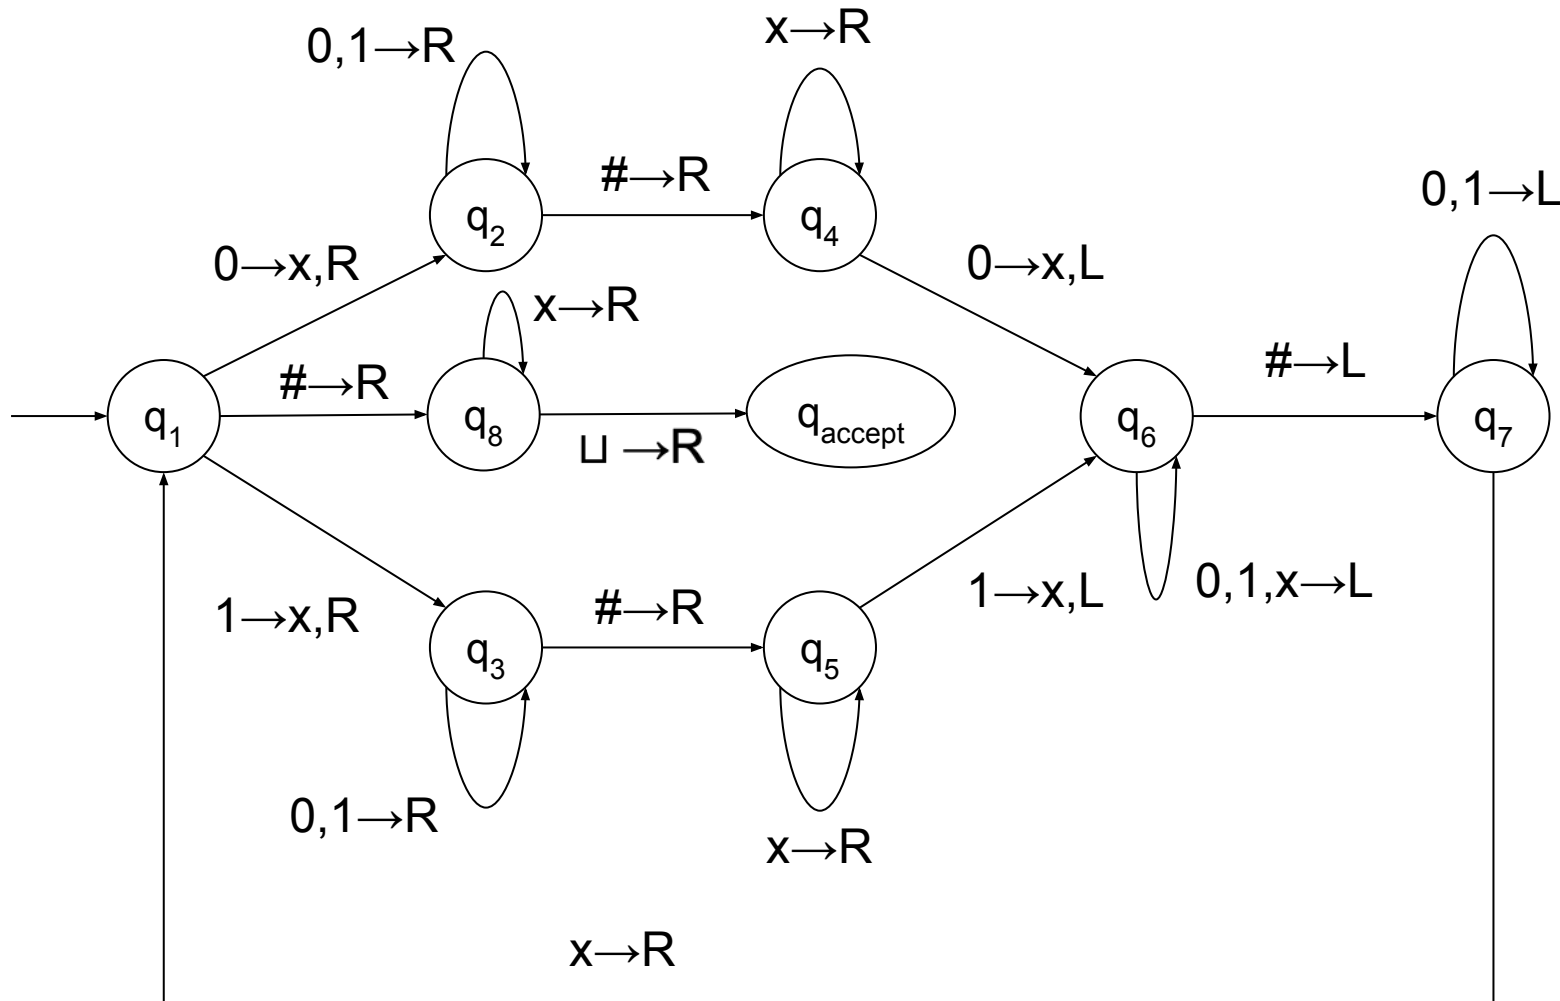 x→R
0,1→R
#→R
0,1→L
q2
q4
0→x,R
0→x,L
x→R
#→L
#→R
q1
q8
qaccept
q6
q7
⊔ →R
#→R
1→x,L
0,1,x→L
1→x,R
q3
q5
0,1→R
x→R
x→R